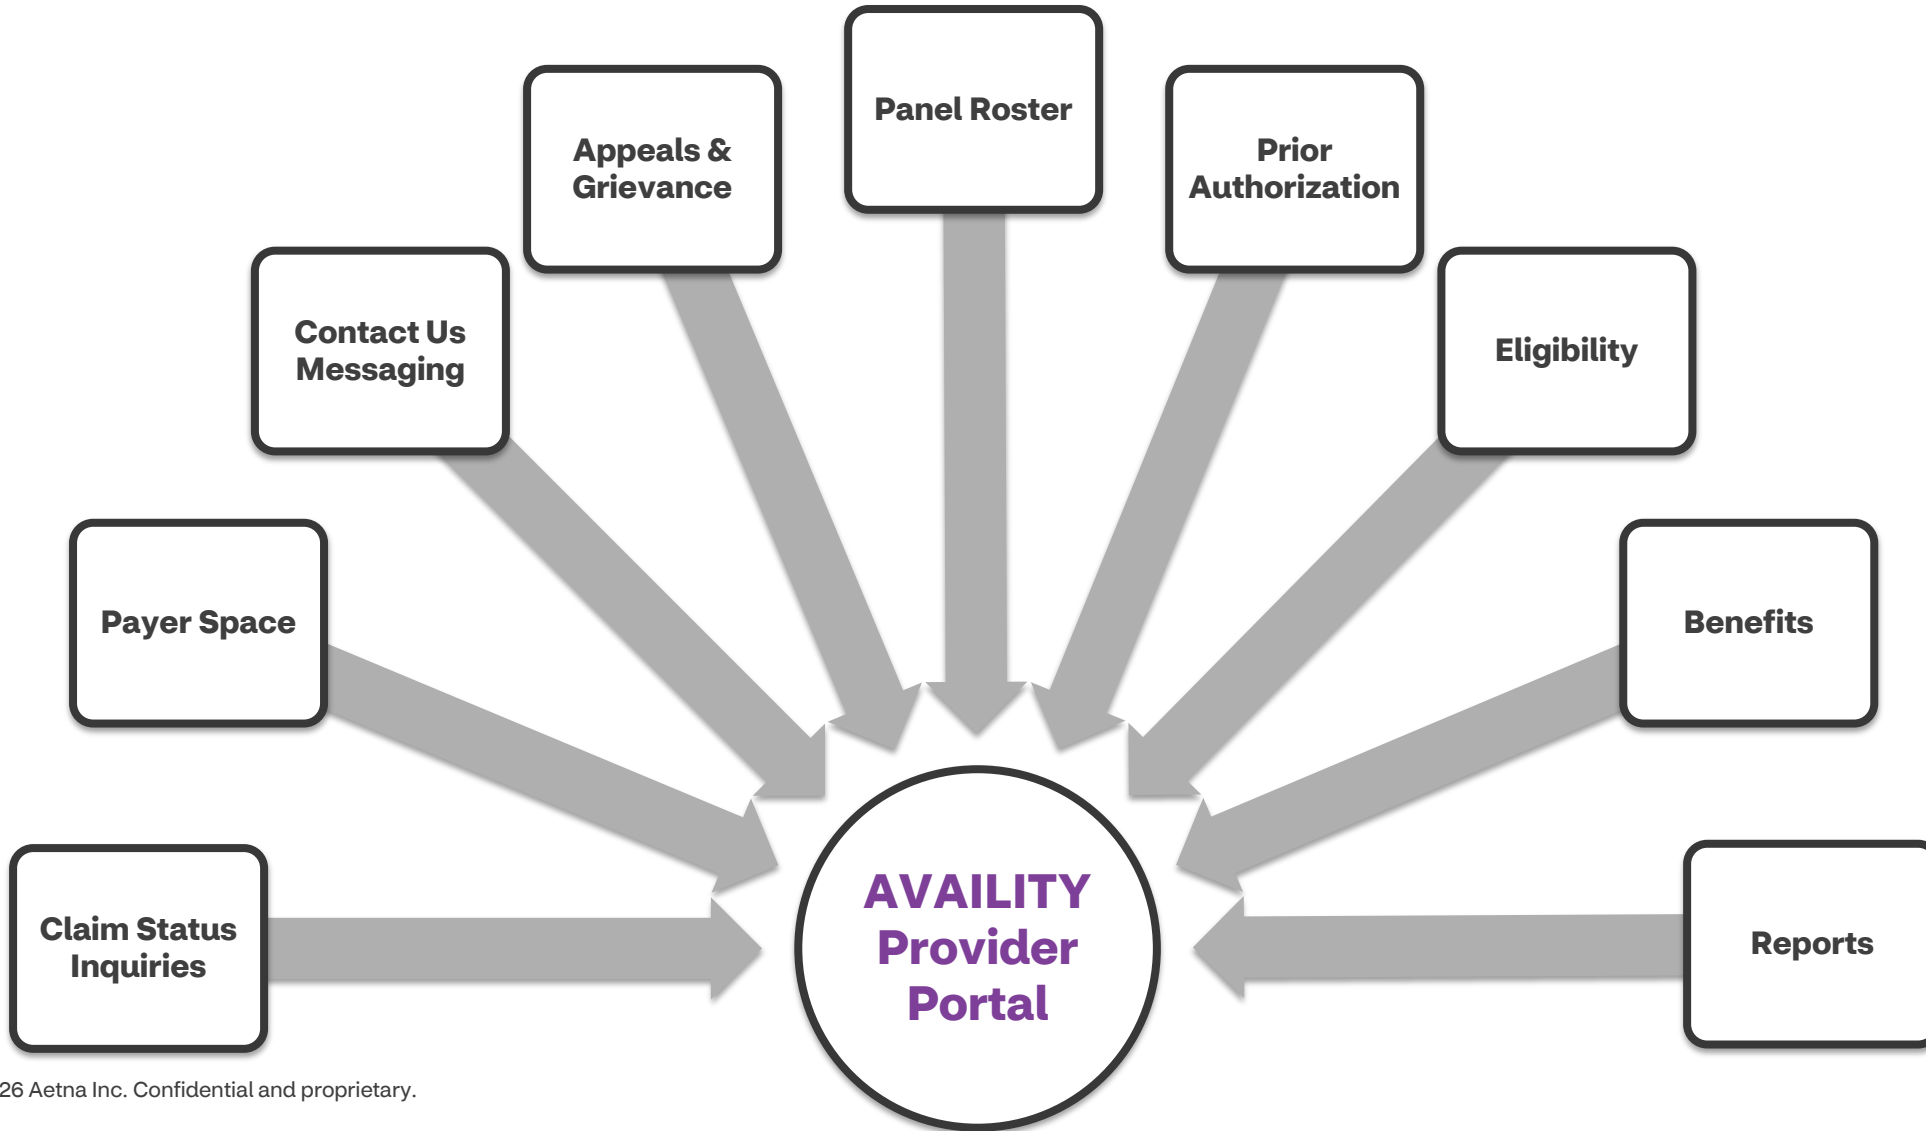 Panel Roster
Appeals &
Grievance
Prior
Authorization
Contact Us
Messaging
Eligibility
Payer Space
Benefits
Claim Status
Inquiries
AVAILITY
Provider
Portal
Reports
26 Aetna Inc. Confidential and proprietary.